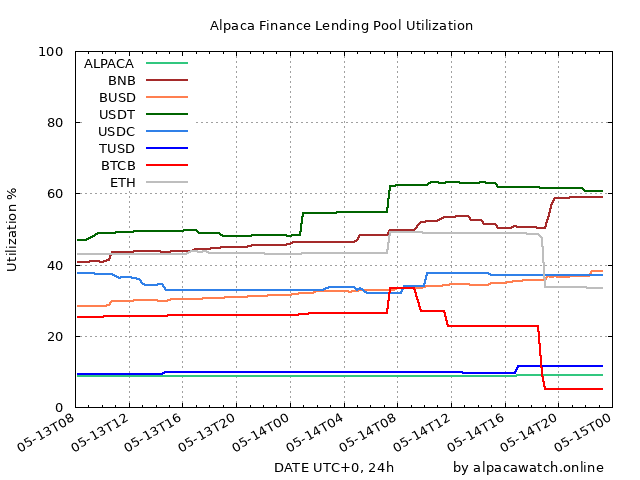 Alpaca Finance Lending Pool Utilization
Utilization %
100
80
60
40
20
0
ALPACA
BNB
BUSD
USDT
USDC
TUSD
BTCB
ETH
05-13T08
05-13T12
05-13T16
05-13T20
05-14T00
05-14T04
05-14T08
05-14T12
05-14T16
05-14T20
05-15T00
DATE UTC+0, 24h
by alpacawatch.online